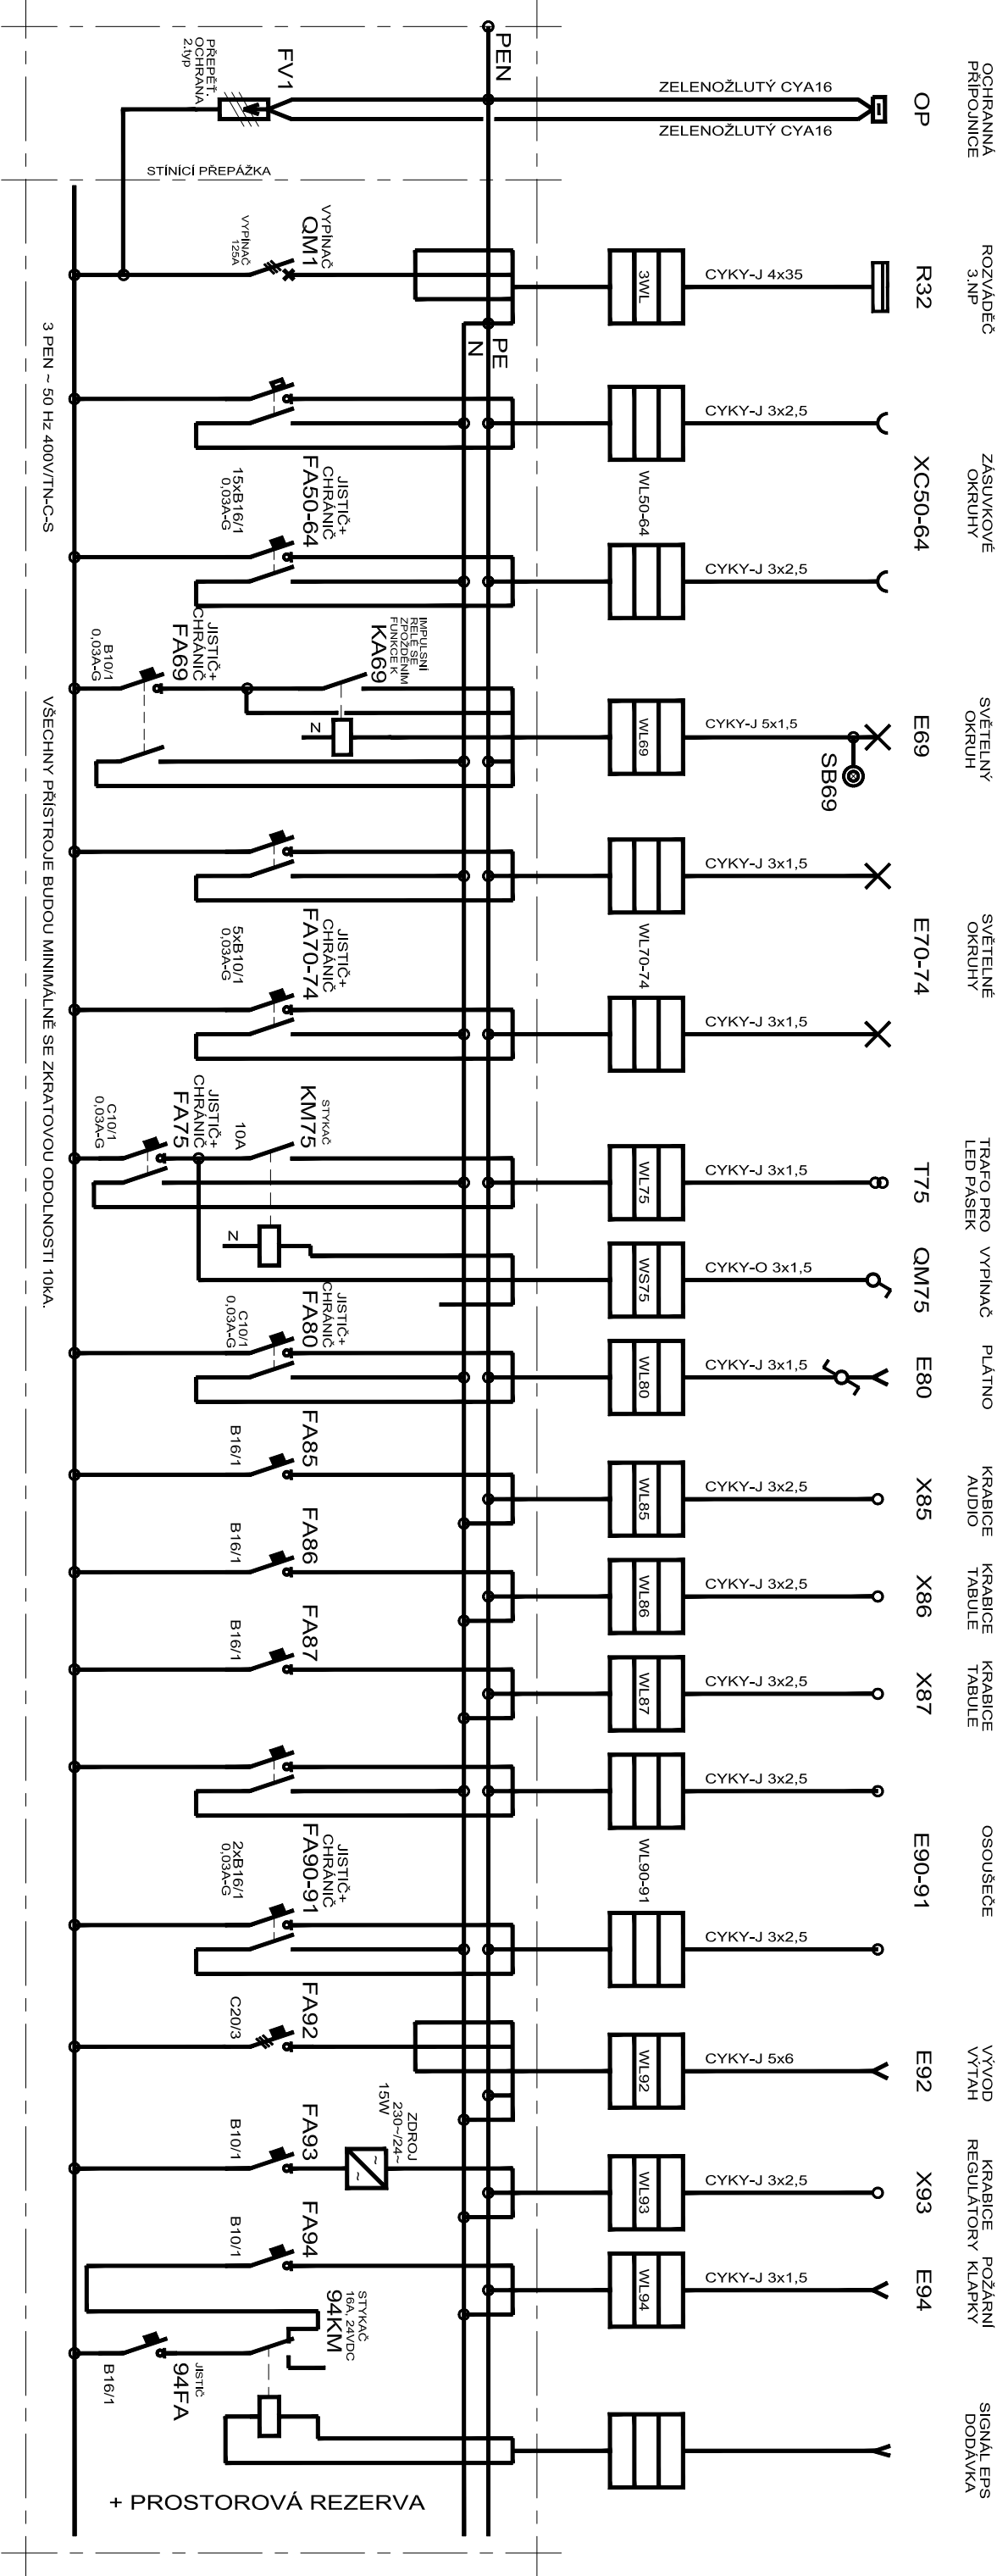 OCHRANNÁ
PŘÍPOJNICE
OP
ZELENOŽLUTÝ CYA16
ZELENOŽLUTÝ CYA16
PEN
FV1
PŘEPĚŤ.
OCHRANA
2.typ
STÍNÍCÍ PŘEPÁŽKA
ROZVÁDĚČ
3.NP
R32
CYKY-J 4x35
3WL
VYPÍNAČ
QM1
VYPÍNAČ
125A
PE
N
3 PEN ~ 50 Hz 400V/TN-C-S
ZÁSUVKOVÉ
OKRUHY
XC50-64
CYKY-J 3x2,5
WL50-64
CYKY-J 3x2,5
JISTIČ+
CHRÁNIČ
FA50-64
15xB16/1
0,03A-G
SVĚTELNÝ
OKRUH
E69
SB69
CYKY-J 5x1,5
WL69
IMPULSNÍ
RELÉ SE
ZPOŽDĚNÍM
FUNKCE K
KA69
N
JISTIČ+
CHRÁNIČ
FA69
B10/1
0,03A-G
VŠECHNY PŘÍSTROJE BUDOU MINIMÁLNĚ SE ZKRATOVOU ODOLNOSTI 10kA.
SVĚTELNÉ
OKRUHY
E70-74
CYKY-J 3x1,5
WL70-74
CYKY-J 3x1,5
JISTIČ+
CHRÁNIČ
FA70-74
5xB10/1
0,03A-G
TRAFO PRO
LED PÁSEK
T75
CYKY-J 3x1,5
WL75
STYKAČ
KM75
10A
N
JISTIČ+
CHRÁNIČ
FA75
C10/1
0,03A-G
VYPÍNAČ
QM75
CYKY-O 3x1,5
WS75
PLÁTNO
E80
CYKY-J 3x1,5
WL80
JISTIČ+
CHRÁNIČ
FA80
C10/1
0,03A-G
KRABICE
AUDIO
X85
CYKY-J 3x2,5
WL85
FA85
B16/1
KRABICE
TABULE
X86
CYKY-J 3x2,5
WL86
FA86
B16/1
KRABICE
TABULE
X87
CYKY-J 3x2,5
WL87
FA87
B16/1
OSOUŠEČE
E90-91
CYKY-J 3x2,5
WL90-91
CYKY-J 3x2,5
JISTIČ+
CHRÁNIČ
FA90-91
2xB16/1
0,03A-G
VÝVOD
VÝTAH
E92
CYKY-J 5x6
WL92
FA92
C20/3
KRABICE
REGULÁTORY
X93
CYKY-J 3x2,5
WL93
ZDROJ
230~/24~
15W
~
~
FA93
B10/1
POŽÁRNÍ
KLAPKY
E94
CYKY-J 3x1,5
WL94
FA94
B10/1
STYKAČ
16A, 24VDC
94KM
JISTIČ
94FA
B16/1
SIGNÁL EPS
DODÁVKA
+ PROSTOROVÁ REZERVA